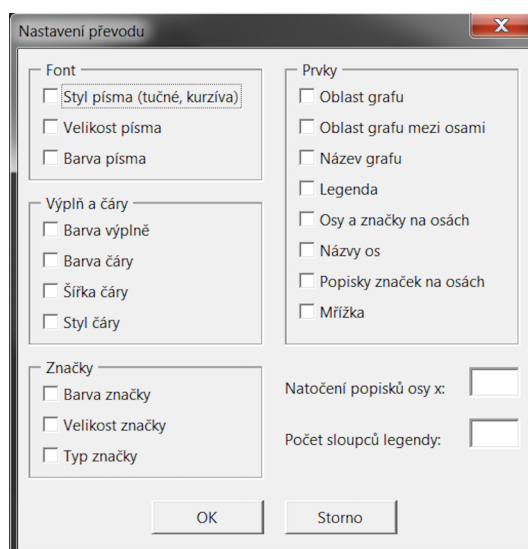 Nastavení převodu
Font
Styl písma (tučné, kurzíva)
Velikost písma
Barva písma
Výplň a čáry
Barva výplně
Barva čáry
Šířka čáry
Styl čáry
Značky
Barva značky
Velikost značky
Typ značky
Prvky
Oblast grafu
Oblast grafu mezi osami
Název grafu
Legenda
Osy a značky na osách
Názvy os
Popisky značek na osách
Mřížka
Natočení popisků osy x:
Počet sloupců legendy:
OK
Storno